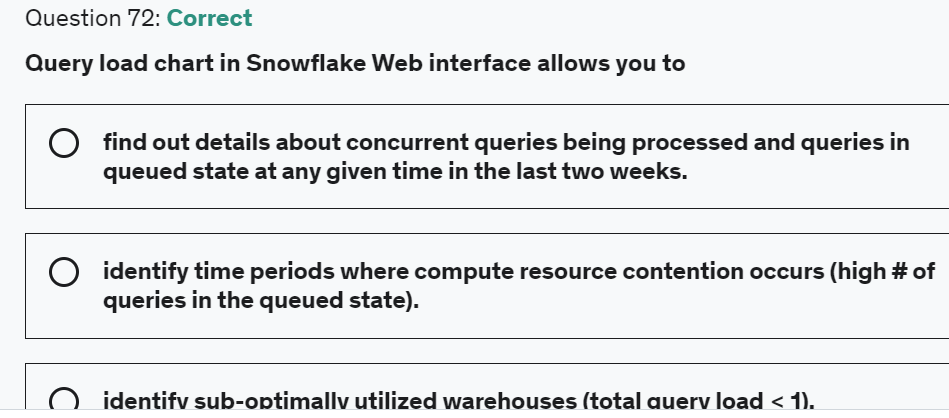 Question 72: Correct
Query load chart in Snowflake Web interface allows you to
find out details about concurrent queries being processed and queries in
queued state at any given time in the last two weeks.
identify time periods where compute resource contention occurs (high # of
queries in the queued state).
identify sub-optimally utilized warehouses (total query load < 1).